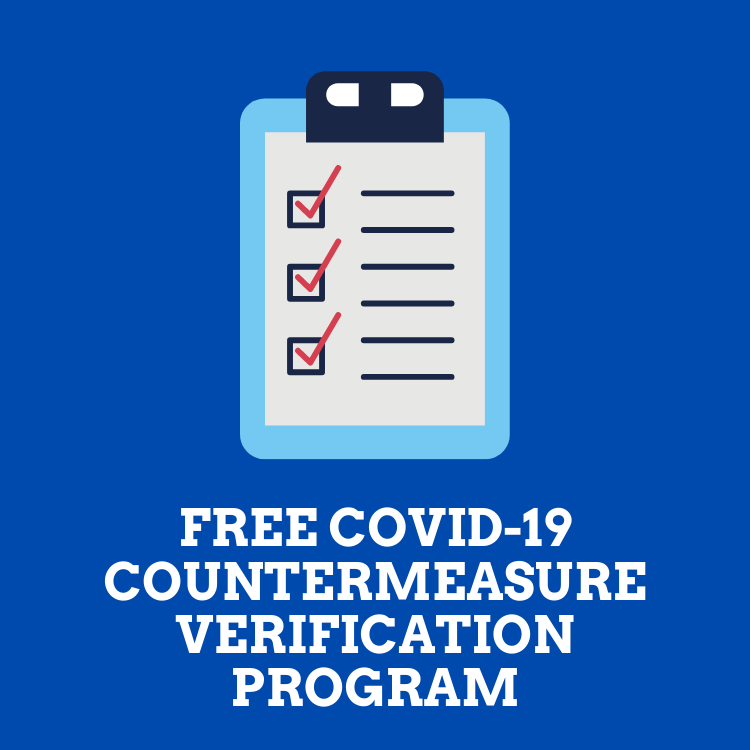 FREE COVID-19
COUNTERMEASURE
VERIFICATION
PROGRAM